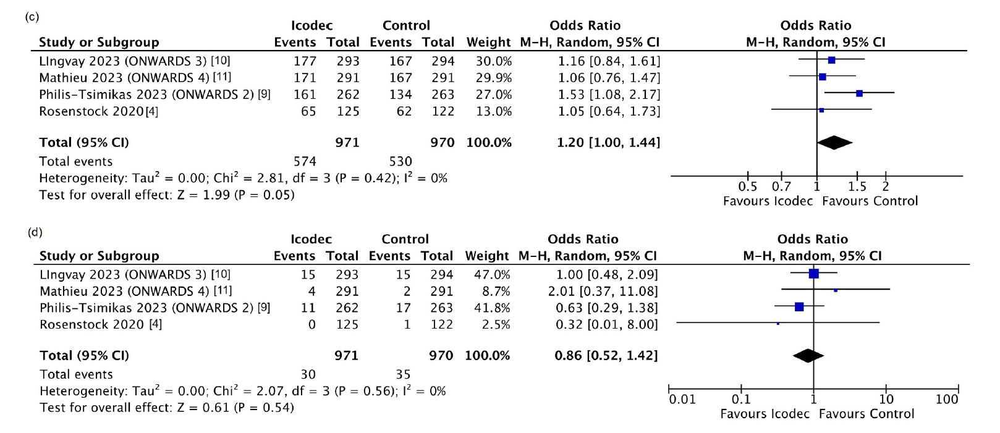 (c)
Icodec Control Odds Ratio Odds Ratio
Study or Subgroup Events Total Events Total Weight M-H, Random, 95% CI M-H, Random, 95% CI
LIngvay 2023 (ONWARDS 3) [10] 177 293 167 294 30.0% 1.16 [0.84, 1.61]
Mathieu 2023 (ONWARDS 4) [11] 171 291 167 291 29.9% 1.06 [0.76, 1.47]
Philis-Tsimikas 2023 (ONWARDS 2) [9] 161 262 134 263 27.0% 1.53 [1.08, 2.17]
Rosenstock 2020[4] 65 125 62 122 13.0% 1.05 [0.64, 1.73]
Total (95% CI) 971 970 100.0% 1.20 [1.00, 1.44]
Total events 574 530
Heterogeneity: Tau² = 0.00; Chi² = 2.81, df = 3 (P = 0.42); I² = 0%
Test for overall effect: Z = 1.99 (P = 0.05)
0.5 0.7 1 1.5 2
Favours Icodec Favours Control
(d)
Icodec Control Odds Ratio Odds Ratio
Study or Subgroup Events Total Events Total Weight M-H, Random, 95% CI M-H, Random, 95% CI
LIngvay 2023 (ONWARDS 3) [10] 15 293 15 294 47.0% 1.00 [0.48, 2.09]
Mathieu 2023 (ONWARDS 4) [11] 4 291 2 291 8.7% 2.01 [0.37, 11.08]
Philis-Tsimikas 2023 (ONWARDS 2) [9] 11 262 17 263 41.8% 0.63 [0.29, 1.38]
Rosenstock 2020 [4] 0 125 1 122 2.5% 0.32 [0.01, 8.00]
Total (95% CI) 971 970 100.0% 0.86 [0.52, 1.42]
Total events 30 35
Heterogeneity: Tau² = 0.00; Chi² = 2.07, df = 3 (P = 0.56); I² = 0%
Test for overall effect: Z = 0.61 (P = 0.54)
0.01 0.1 1 10 100
Favours Icodec Favours Control